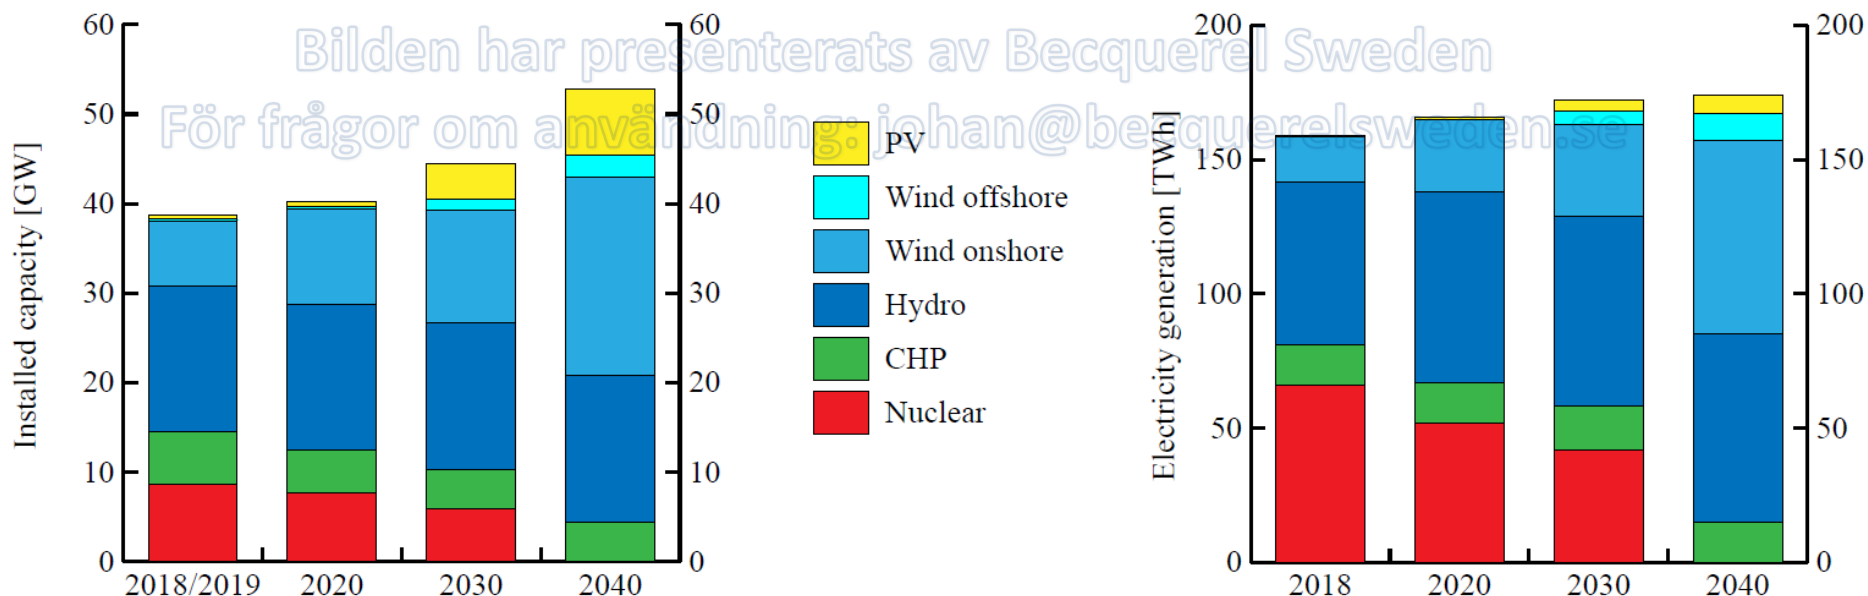 Bilden har presenterats av Becquerel Sweden
För frågor om användning: johan@becquerelsweden.se
Installed capacity [GW]
60
50
40
30
20
10
0
2018/2019 2020 2030 2040
60
50
40
30
20
10
0
PV
Wind offshore
Wind onshore
Hydro
CHP
Nuclear
Electricity generation [TWh]
200
150
100
50
0
2018 2020 2030 2040
200
150
100
50
0